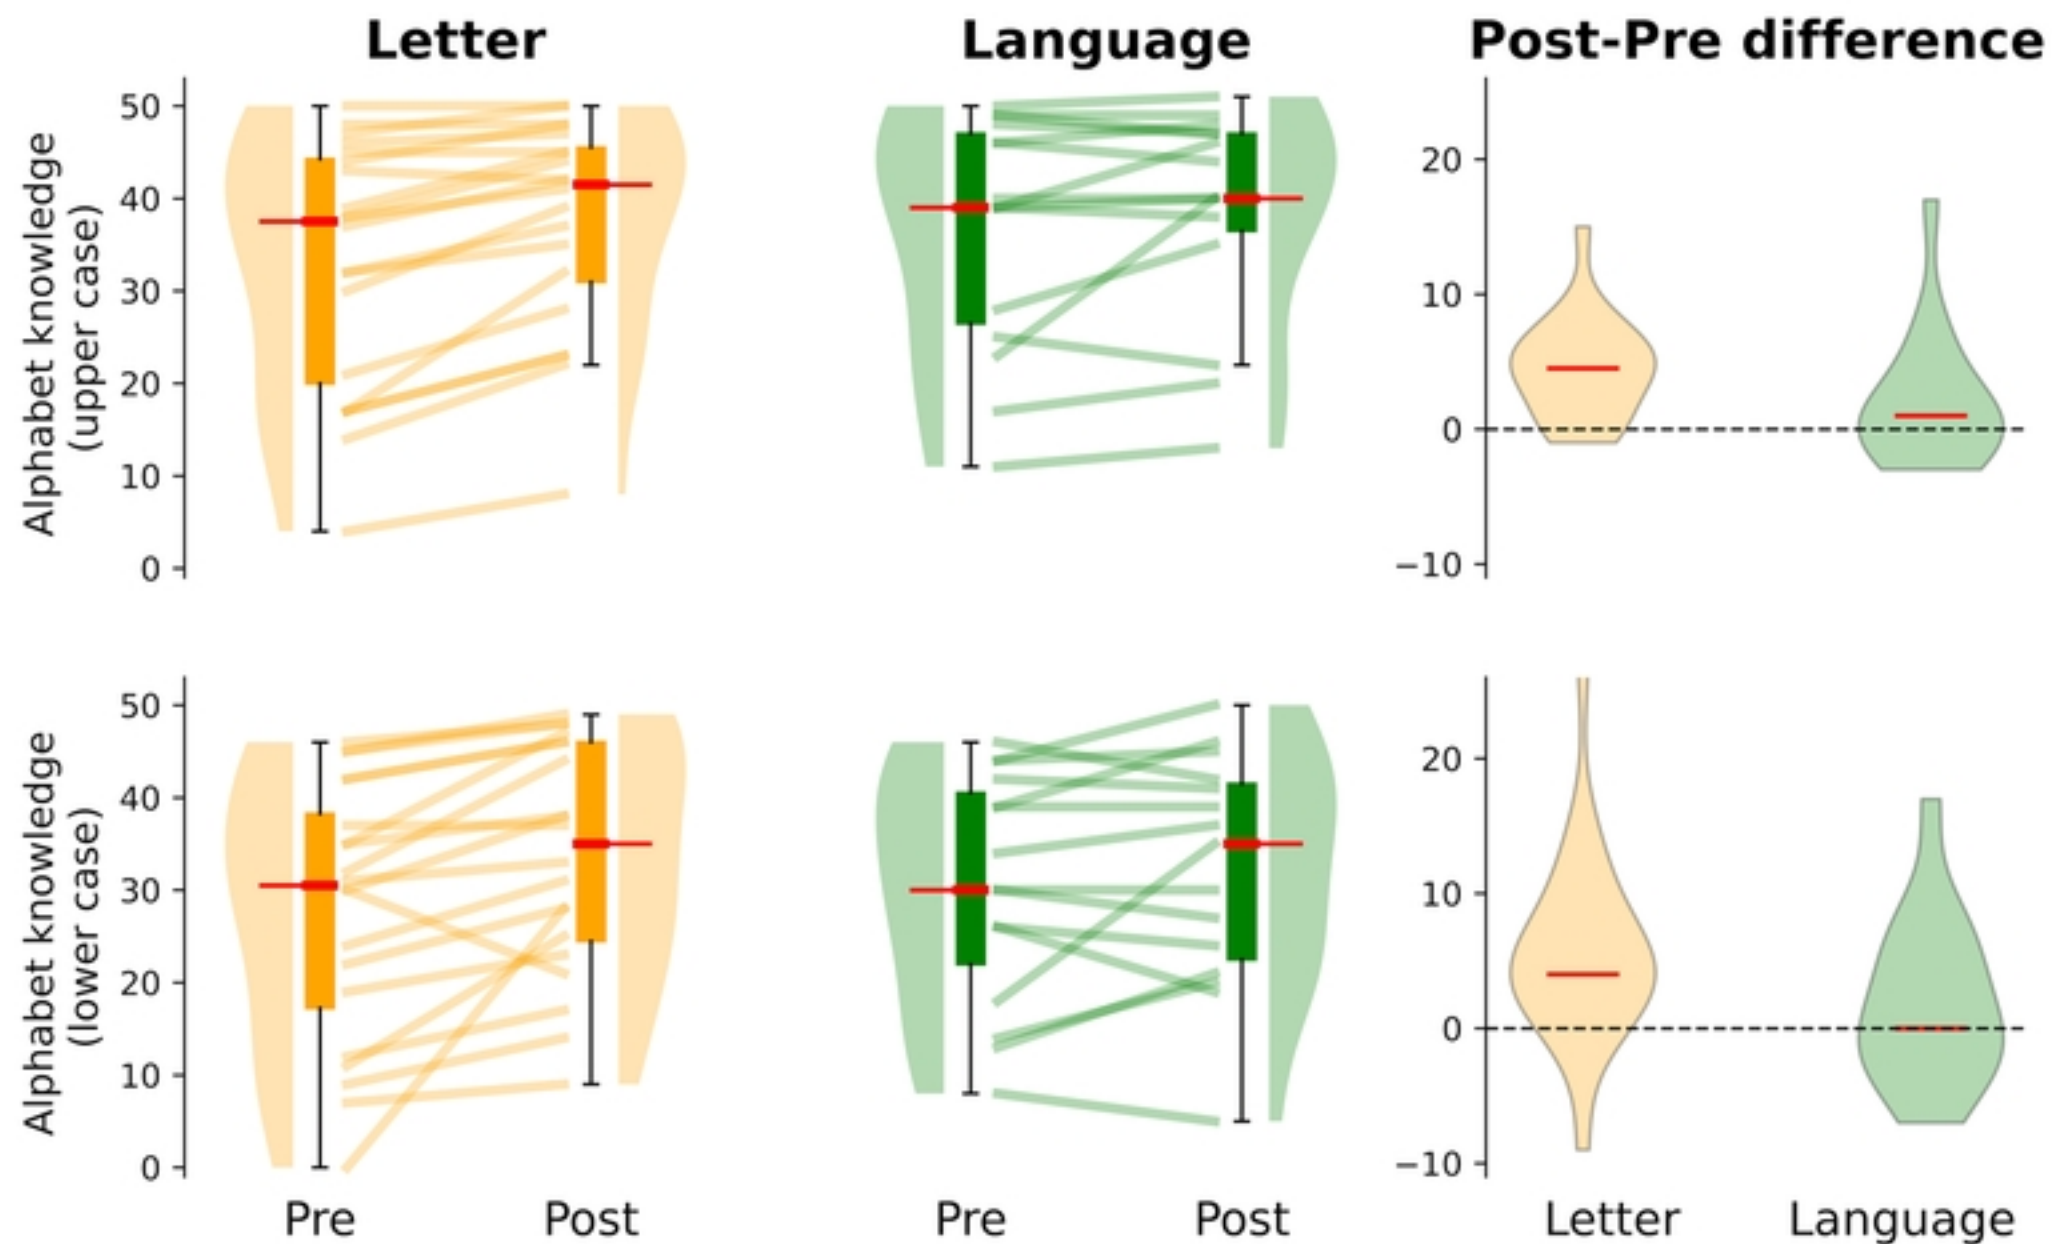 Letter
Language
Post-Pre difference
Alphabet knowledge
(upper case)
50
40
30
20
10
0
20
10
0
−10
Alphabet knowledge
(lower case)
50
40
30
20
10
0
20
10
0
−10
Pre
Post
Pre
Post
Letter
Language